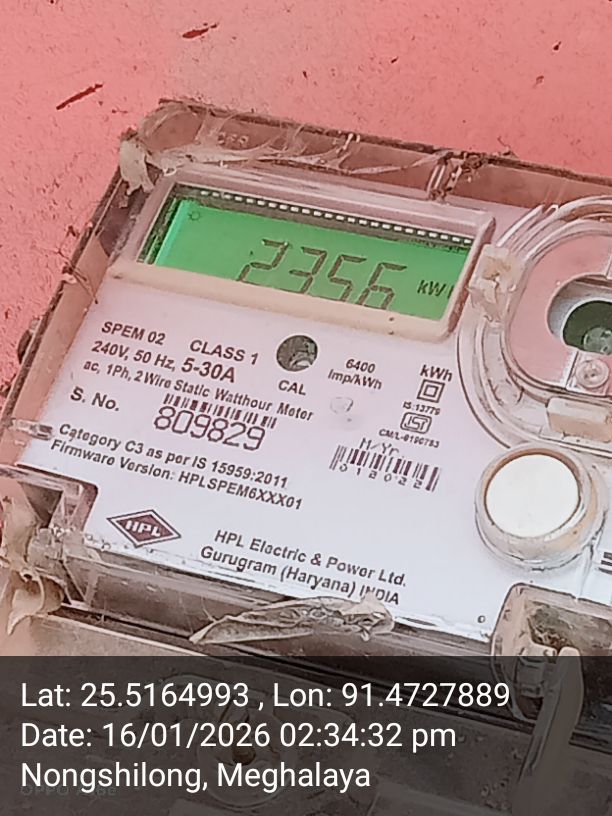 2356 kW
SPEM 02 CLASS 1
240V, 50 Hz, 5-30A
ac, 1Ph, 2 Wire Static Watthour Meter
CAL
6400
Imp/kWh
kWh
IS:13779
CM/L-0190783
S. No.
809829
M/Yr.
012022
Category C3 as per IS 15959:2011
Firmware Version: HPLSPEM6XXX01
HPL
HPL Electric & Power Ltd.
Gurugram (Haryana) INDIA
Lat: 25.5164993 , Lon: 91.4727889
Date: 16/01/2026 02:34:32 pm
Nongshilong, Meghalaya